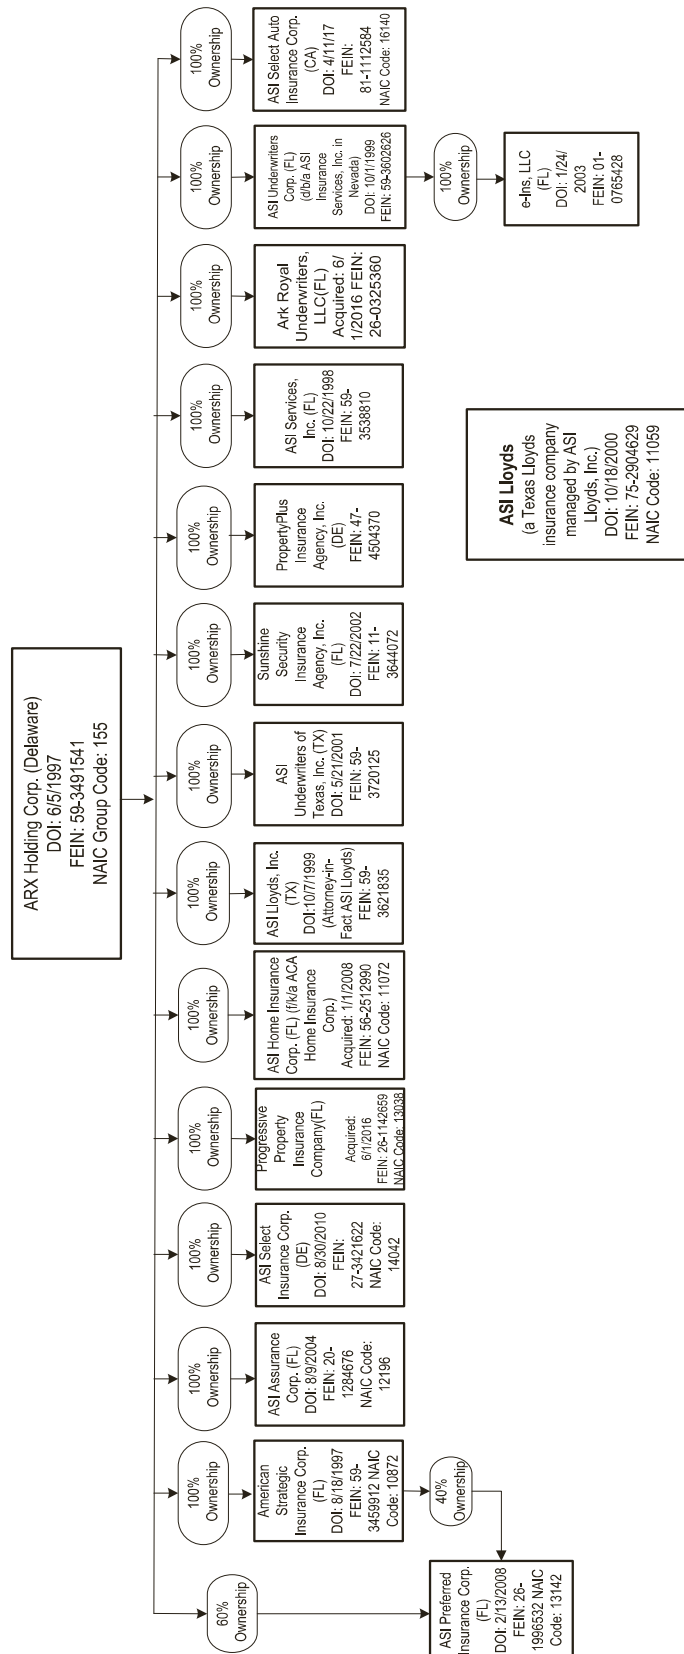 ARX Holding Corp. (Delaware)
DOI: 6/5/1997
FEIN: 59-3491541
NAIC Group Code: 155
60%
Ownership
100%
Ownership
100%
Ownership
100%
Ownership
100%
Ownership
100%
Ownership
100%
Ownership
100%
Ownership
100%
Ownership
100%
Ownership
100%
Ownership
100%
Ownership
100%
Ownership
100%
Ownership
American
Strategic
Insurance Corp.
(FL)
DOI: 8/18/1997
FEIN: 59-
3459912 NAIC
Code: 10872
ASI Assurance
Corp. (FL)
DOI: 8/9/2004
FEIN: 20-
1284676
NAIC Code:
12196
ASI Select
Insurance Corp.
(DE)
DOI: 8/30/2010
FEIN:
27-3421622
NAIC Code:
14042
Progressive
Property
Insurance
Company(FL)
Acquired:
6/1/2016
FEIN: 26-1142659
NAIC Code: 13038
ASI Home Insurance
Corp. (FL) (f/k/a ACA
Home Insurance
Corp.)
Acquired: 1/1/2008
FEIN: 56-2512990
NAIC Code: 11072
ASI Lloyds, Inc.
(TX)
DOI:10/7/1999
(Attorney-in-
Fact ASI Lloyds)
FEIN: 59-
3621835
ASI
Underwriters of
Texas, Inc. (TX)
DOI: 5/21/2001
FEIN: 59-
3720125
Sunshine
Security
Insurance
Agency, Inc.
(FL)
DOI: 7/22/2002
FEIN: 11-
3644072
PropertyPlus
Insurance
Agency, Inc.
(DE)
FEIN: 47-
4504370
ASI Services,
Inc. (FL)
DOI: 10/22/1998
FEIN: 59-
3538810
Ark Royal
Underwriters,
LLC(FL)
Acquired: 6/
1/2016 FEIN:
26-0325360
ASI Underwriters
Corp. (FL)
(d/b/a ASI
Insurance
Services, Inc. in
Nevada)
DOI: 10/1/1999
FEIN: 59-3602626
ASI Select Auto
Insurance Corp.
(CA)
DOI: 4/11/17
FEIN:
81-1112584
NAIC Code: 16140
40%
Ownership
100%
Ownership
ASI Preferred
Insurance Corp.
(FL)
DOI: 2/13/2008
FEIN: 26-
1996532 NAIC
Code: 13142
ASI Lloyds
(a Texas Lloyds
insurance company
managed by ASI
Lloyds, Inc.)
DOI: 10/18/2000
FEIN: 75-2904629
NAIC Code: 11059
e-Ins, LLC
(FL)
DOI: 1/24/
2003
FEIN: 01-
0765428